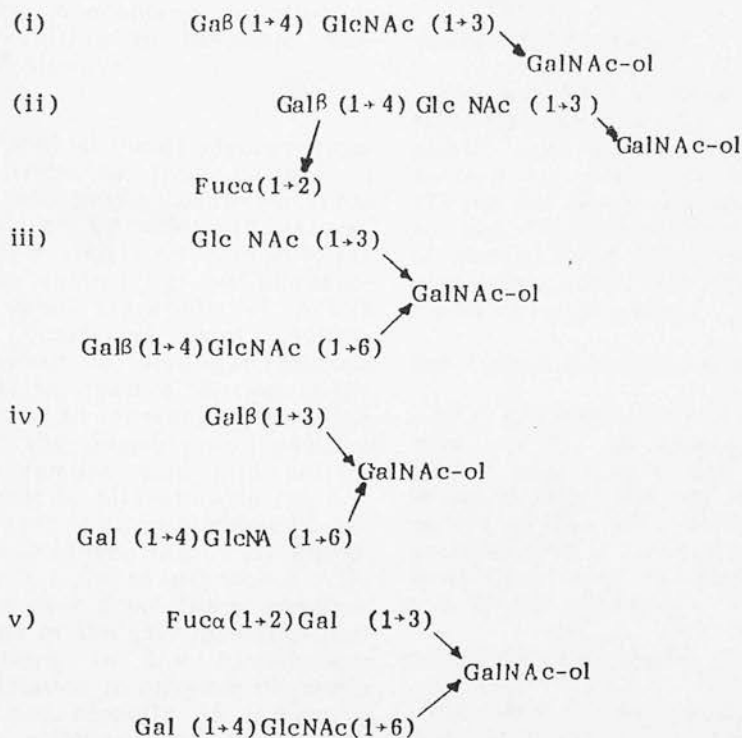 (i) Gaβ(1→4) GlcNAc (1→3)
GalNAc-ol
(ii) Galβ (1→4) Glc NAc (1→3)
GalNAc-ol
Fucα(1→2)
iii) Glc NAc (1→3)
GalNAc-ol
Galβ(1→4)GlcNAc (1→6)
iv) Galβ(1→3)
GalNAc-ol
Gal (1→4)GlcNA (1→6)
v) Fucα(1→2)Gal (1→3)
GalNAc-ol
Gal (1→4)GlcNAc(1→6)